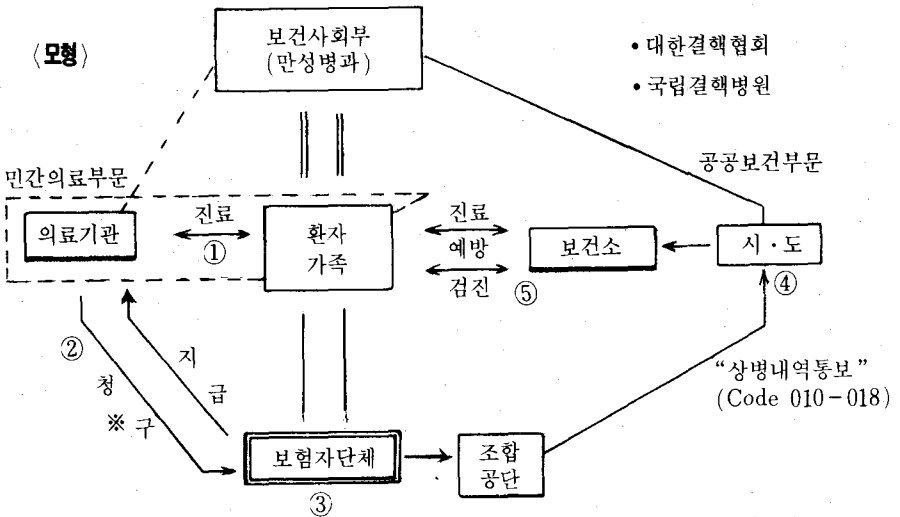 〈모형〉
보건사회부
(만성병과)
• 대한결핵협회
• 국립결핵병원
민간의료부문
공공보건부문
의료기관
진료
①
환자
가족
진료
예방
검진
⑤
보건소
시·도
④
②
청
※ 구
지
급
"상병내역통보"
(Code 010-018)
보험자단체
③
조합
공단